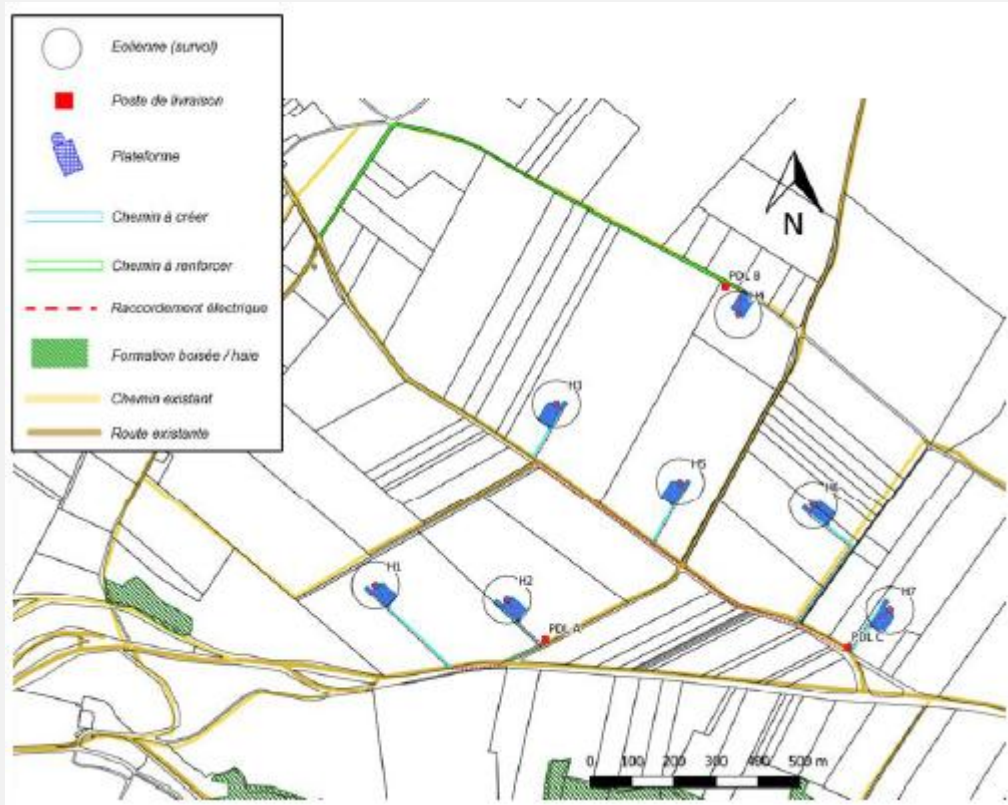 Eolienne (survol)
Poste de livraison
Plateforme
Chemin à créer
Chemin à renforcer
Raccordement électrique
Formation boisée / haie
Chemin existant
Route existante
N
PDL B
H3
H5
H6
H1
H2
H7
PDL A
PDL C
0 100 200 300 400 500 m